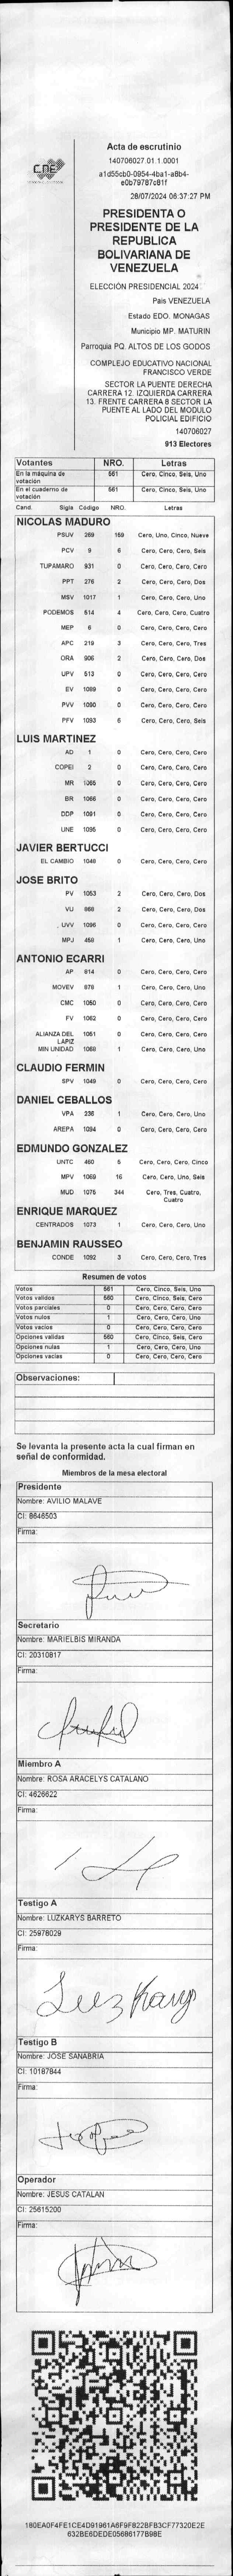 CNE
Acta de escrutinio
140706027.01.1.0001
a1d55cb0-0954-4ba1-a8b4-
e0b79787c81f
28/07/2024 06:37:27 PM
PRESIDENTA O
PRESIDENTE DE LA
REPUBLICA
BOLIVARIANA DE
VENEZUELA
ELECCIÓN PRESIDENCIAL 2024
País VENEZUELA
Estado EDO. MONAGAS
Municipio MP. MATURIN
Parroquia PQ. ALTOS DE LOS GODOS
COMPLEJO EDUCATIVO NACIONAL
FRANCISCO VERDE
SECTOR LA PUENTE DERECHA
CARRERA 12. IZQUIERDA CARRERA
13. FRENTE CARRERA 8 SECTOR LA
PUENTE AL LADO DEL MODULO
POLICIAL EDIFICIO
140706027
913 Electores
Votantes NRO. Letras
En la máquina de votación 561 Cero, Cinco, Seis, Uno
En el cuaderno de votación 561 Cero, Cinco, Seis, Uno
Cand. Sigla Código NRO. Letras
NICOLAS MADURO
PSUV 269 159 Cero, Uno, Cinco, Nueve
PCV 9 6 Cero, Cero, Cero, Seis
TUPAMARO 931 0 Cero, Cero, Cero, Cero
PPT 276 2 Cero, Cero, Cero, Dos
MSV 1017 1 Cero, Cero, Cero, Uno
PODEMOS 514 4 Cero, Cero, Cero, Cuatro
MEP 6 0 Cero, Cero, Cero, Cero
APC 219 3 Cero, Cero, Cero, Tres
ORA 906 2 Cero, Cero, Cero, Dos
UPV 513 0 Cero, Cero, Cero, Cero
EV 1089 0 Cero, Cero, Cero, Cero
PVV 1090 0 Cero, Cero, Cero, Cero
PFV 1093 6 Cero, Cero, Cero, Seis
LUIS MARTINEZ
AD 1 0 Cero, Cero, Cero, Cero
COPEI 2 0 Cero, Cero, Cero, Cero
MR 1065 0 Cero, Cero, Cero, Cero
BR 1066 0 Cero, Cero, Cero, Cero
DDP 1091 0 Cero, Cero, Cero, Cero
UNE 1095 0 Cero, Cero, Cero, Cero
JAVIER BERTUCCI
EL CAMBIO 1048 0 Cero, Cero, Cero, Cero
JOSE BRITO
PV 1053 2 Cero, Cero, Cero, Dos
VU 868 2 Cero, Cero, Cero, Dos
UVV 1096 0 Cero, Cero, Cero, Cero
MPJ 458 1 Cero, Cero, Cero, Uno
ANTONIO ECARRI
AP 814 0 Cero, Cero, Cero, Cero
MOVEV 878 1 Cero, Cero, Cero, Uno
CMC 1050 0 Cero, Cero, Cero, Cero
FV 1062 0 Cero, Cero, Cero, Cero
ALIANZA DEL LÁPIZ 1051 0 Cero, Cero, Cero, Cero
MIN UNIDAD 1068 1 Cero, Cero, Cero, Uno
CLAUDIO FERMIN
SPV 1049 0 Cero, Cero, Cero, Cero
DANIEL CEBALLOS
VPA 236 1 Cero, Cero, Cero, Uno
AREPA 1094 0 Cero, Cero, Cero, Cero
EDMUNDO GONZALEZ
UNTC 460 5 Cero, Cero, Cero, Cinco
MPV 1069 16 Cero, Cero, Uno, Seis
MUD 1075 344 Cero, Tres, Cuatro, Cuatro
ENRIQUE MARQUEZ
CENTRADOS 1073 1 Cero, Cero, Cero, Uno
BENJAMIN RAUSSEO
CONDE 1092 3 Cero, Cero, Cero, Tres
Resumen de votos
Votos 561 Cero, Cinco, Seis, Uno
Votos validos 560 Cero, Cinco, Seis, Cero
Votos parciales 0 Cero, Cero, Cero, Cero
Votos nulos 1 Cero, Cero, Cero, Uno
Votos vacios 0 Cero, Cero, Cero, Cero
Opciones validas 560 Cero, Cinco, Seis, Cero
Opciones nulas 1 Cero, Cero, Cero, Uno
Opciones vacias 0 Cero, Cero, Cero, Cero
Observaciones:
Se levanta la presente acta la cual firman en
señal de conformidad.
Miembros de la mesa electoral
Presidente
Nombre: AVILIO MALAVE
CI: 8646503
Firma:
Secretario
Nombre: MARIELBIS MIRANDA
CI: 20310817
Firma:
Miembro A
Nombre: ROSA ARACELYS CATALANO
CI: 4626622
Firma:
Testigo A
Nombre: LUZKARYS BARRETO
CI: 25978029
Firma:
Luz Karys
Testigo B
Nombre: JOSE SANABRIA
CI: 10187844
Firma:
Operador
Nombre: JESUS CATALAN
CI: 25615200
Firma:
180EA0F4FE1CE4D91961A6F9F822BFB3CF77320E2E
632BE6DEDE05686177B98E